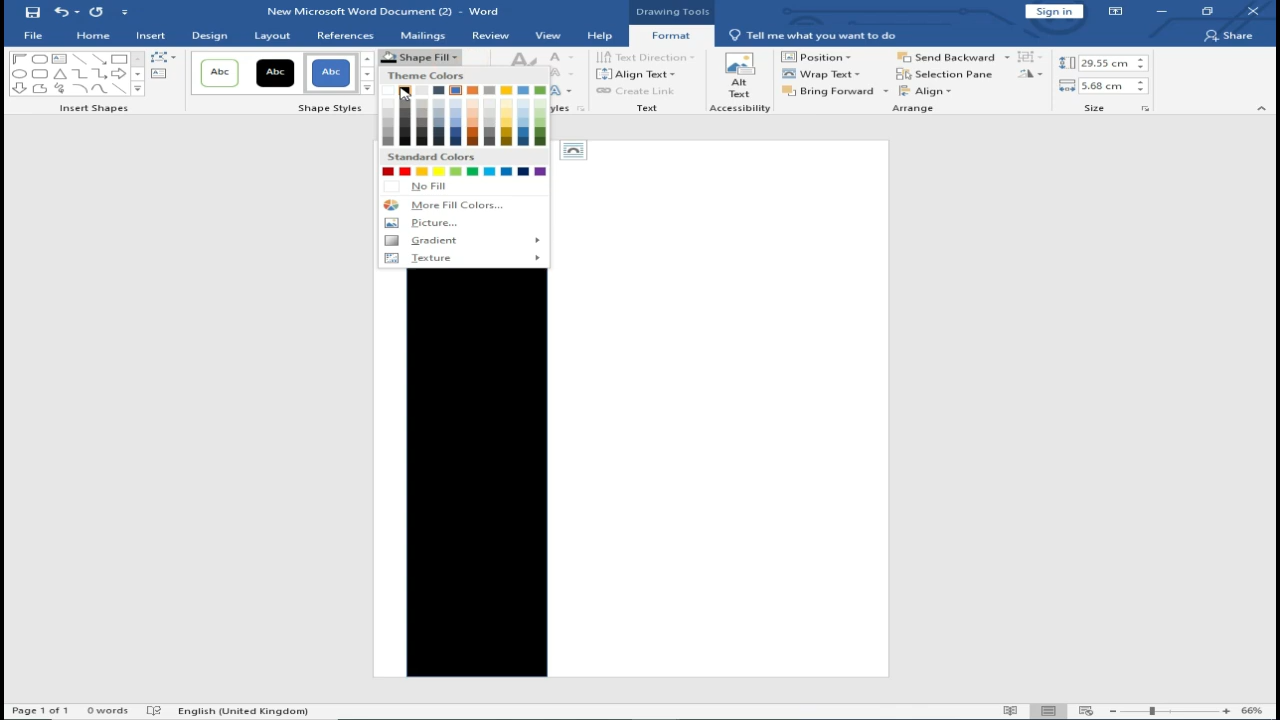 New Microsoft Word Document (2) - Word
Drawing Tools
Sign in
File
Home
Insert
Design
Layout
References
Mailings
Review
View
Help
Format
Tell me what you want to do
Share
Abc
Abc
Abc
Shape Fill
Text Direction
Align Text
Create Link
Alt
Text
Position
Wrap Text
Bring Forward
Send Backward
Selection Pane
Align
29.55 cm
5.68 cm
Insert Shapes
Shape Styles
Text
Accessibility
Arrange
Size
Theme Colors
Standard Colors
No Fill
More Fill Colors...
Picture...
Gradient
Texture
Page 1 of 1
0 words
English (United Kingdom)
66%